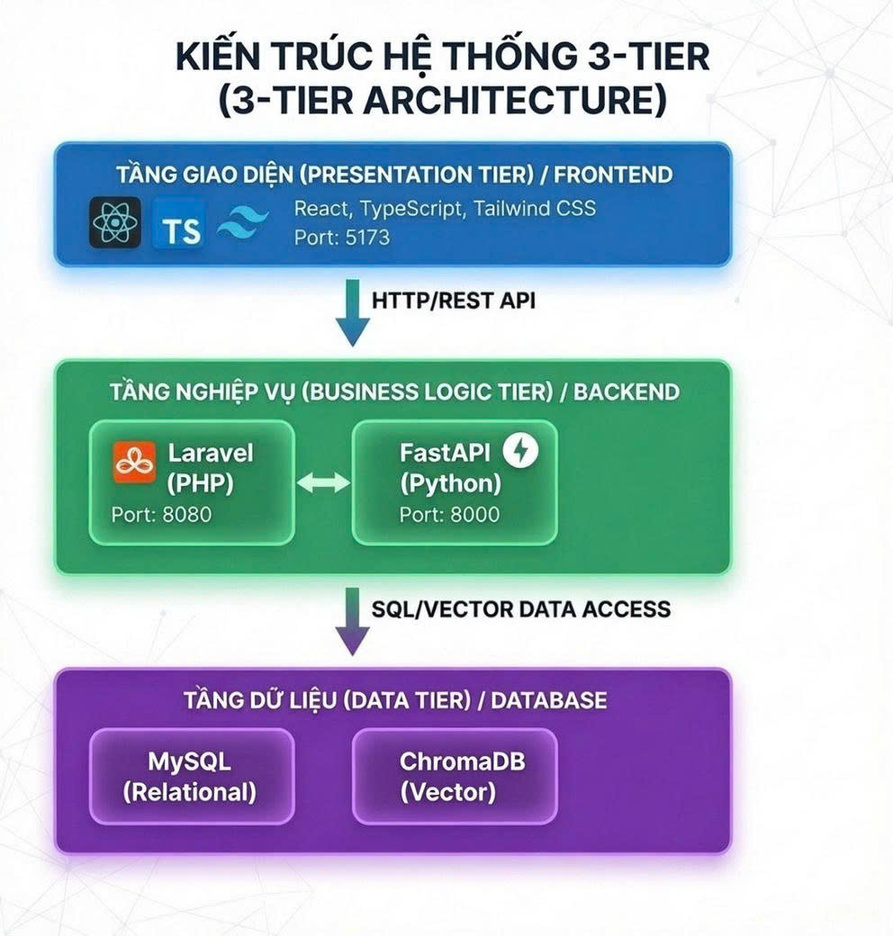 KIẾN TRÚC HỆ THỐNG 3-TIER
(3-TIER ARCHITECTURE)
TẦNG GIAO DIỆN (PRESENTATION TIER) / FRONTEND
TS
React, TypeScript, Tailwind CSS
Port: 5173
HTTP/REST API
TẦNG NGHIỆP VỤ (BUSINESS LOGIC TIER) / BACKEND
Laravel
(PHP)
Port: 8080
FastAPI
(Python)
Port: 8000
SQL/VECTOR DATA ACCESS
TẦNG DỮ LIỆU (DATA TIER) / DATABASE
MySQL
(Relational)
ChromaDB
(Vector)